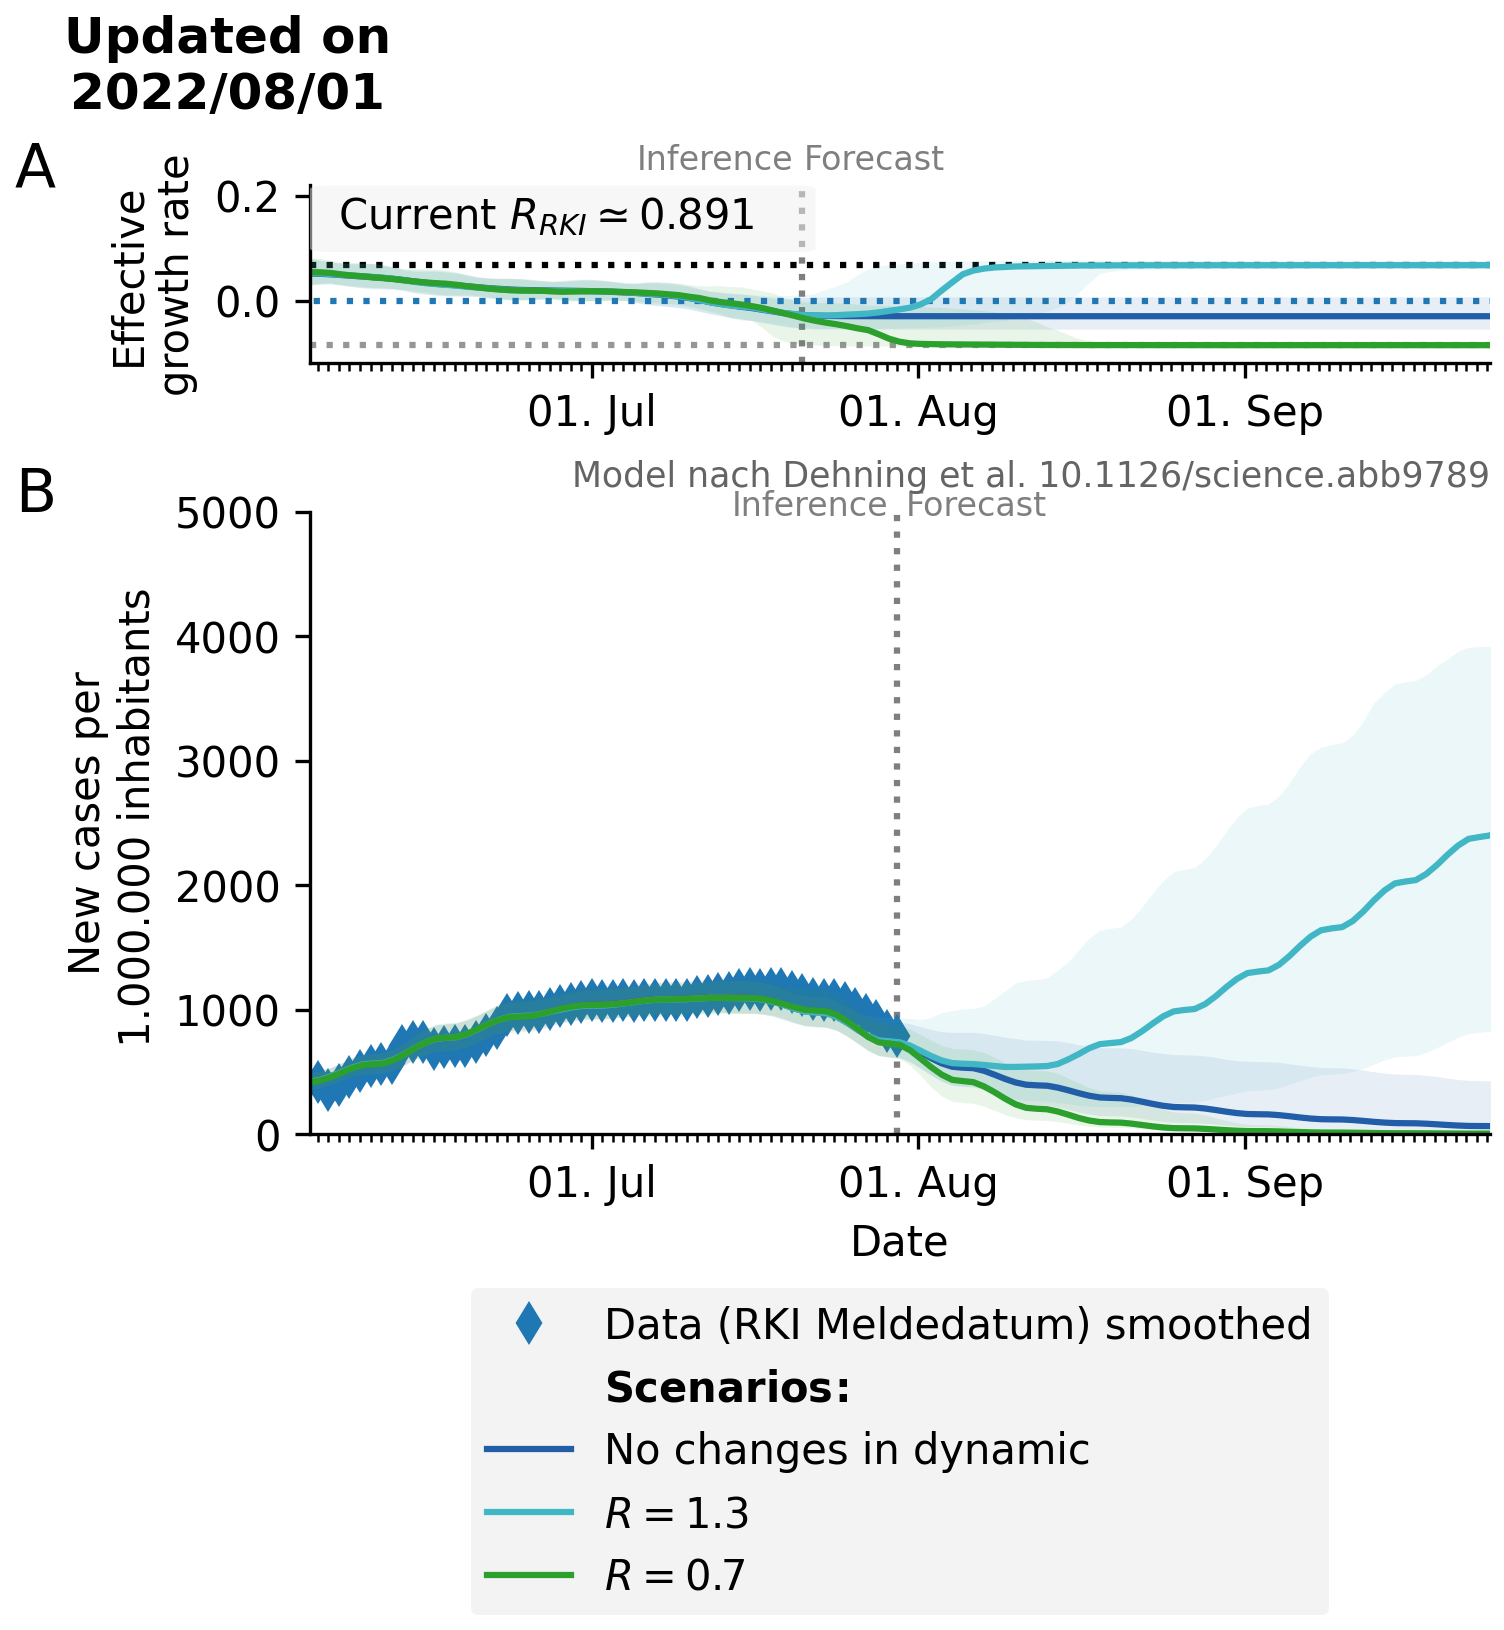 Updated on
2022/08/01
A
Effective
growth rate
Inference Forecast
0.2
0.0
Current R_RKI ≃ 0.891
01. Jul
01. Aug
01. Sep
B
Model nach Dehning et al. 10.1126/science.abb9789
Inference Forecast
New cases per
1.000.000 inhabitants
5000
4000
3000
2000
1000
0
01. Jul
01. Aug
01. Sep
Date
Data (RKI Meldedatum) smoothed
Scenarios:
No changes in dynamic
R = 1.3
R = 0.7